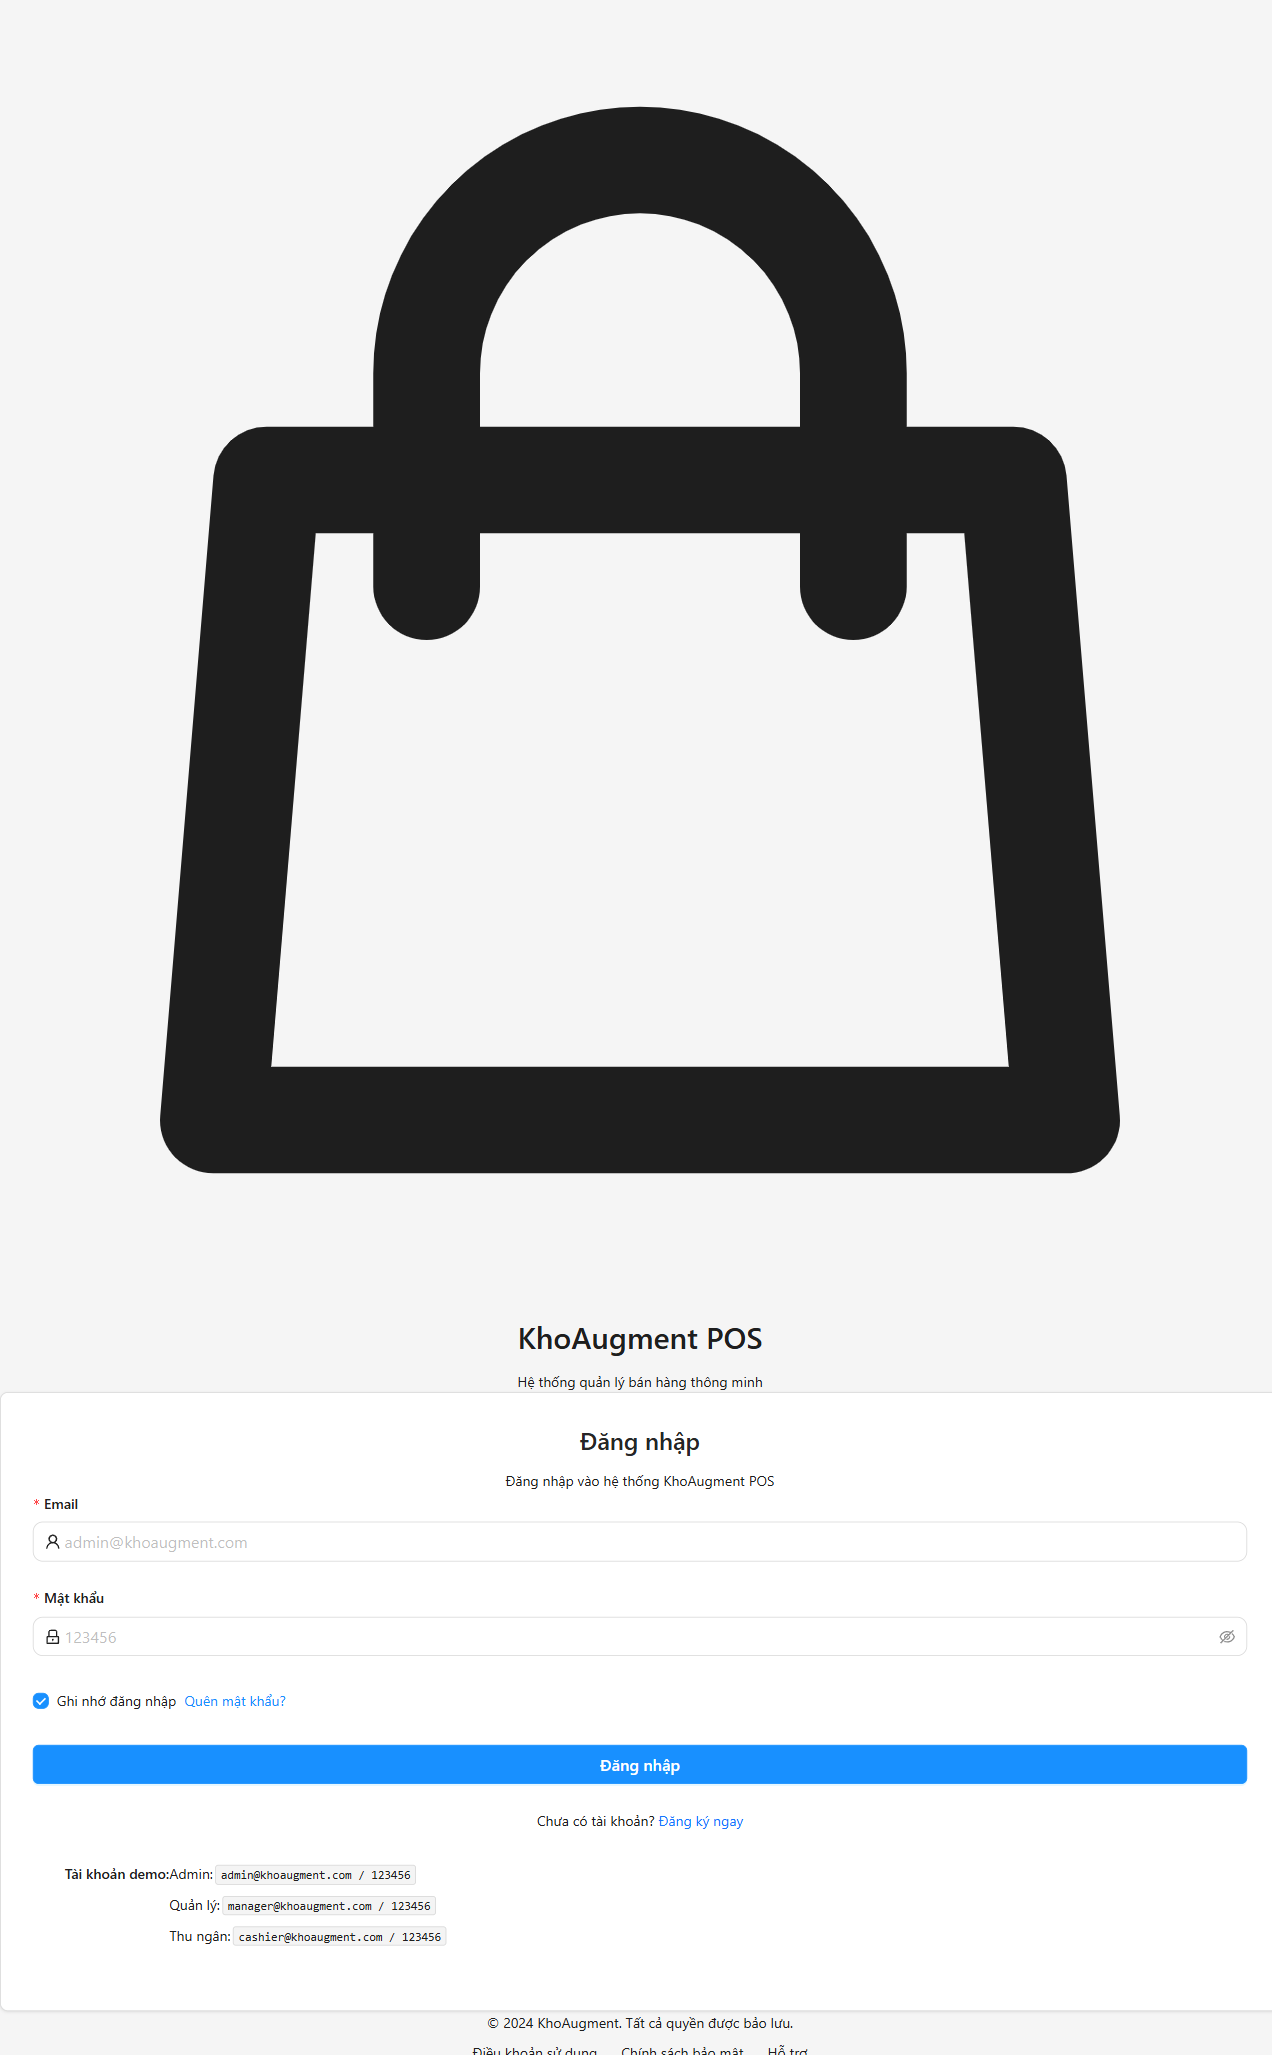 KhoAugment POS
Hệ thống quản lý bán hàng thông minh
Đăng nhập
Đăng nhập vào hệ thống KhoAugment POS
* Email
admin@khoaugment.com
* Mật khẩu
123456
Ghi nhớ đăng nhập Quên mật khẩu?
Đăng nhập
Chưa có tài khoản? Đăng ký ngay
Tài khoản demo:Admin: admin@khoaugment.com / 123456
Quản lý: manager@khoaugment.com / 123456
Thu ngân: cashier@khoaugment.com / 123456
© 2024 KhoAugment. Tất cả quyền được bảo lưu.
Điều khoản sử dụng Chính sách bảo mật Hỗ trợ